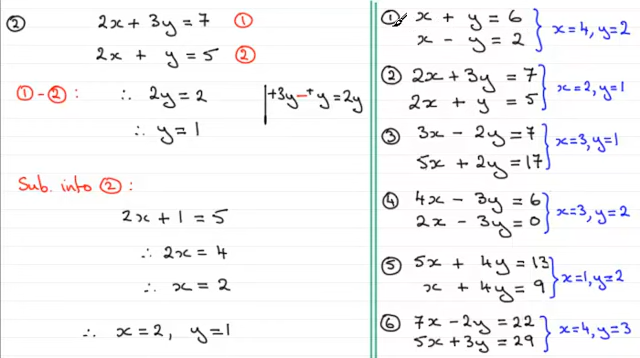 ② 2x + 3y = 7 ①
2x + y = 5 ②
① - ② : ∴ 2y = 2 +3y - +y = 2y
∴ y = 1
Sub. into ② :
2x + 1 = 5
∴ 2x = 4
∴ x = 2
∴ x = 2, y = 1
① x + y = 6
x - y = 2 } x = 4, y = 2
② 2x + 3y = 7
2x + y = 5 } x = 2, y = 1
③ 3x - 2y = 7
5x + 2y = 17 } x = 3, y = 1
④ 4x - 3y = 6
2x - 3y = 0 } x = 3, y = 2
⑤ 5x + 4y = 13
x + 4y = 9 } x = 1, y = 2
⑥ 7x - 2y = 22
5x + 3y = 29 } x = 4, y = 3